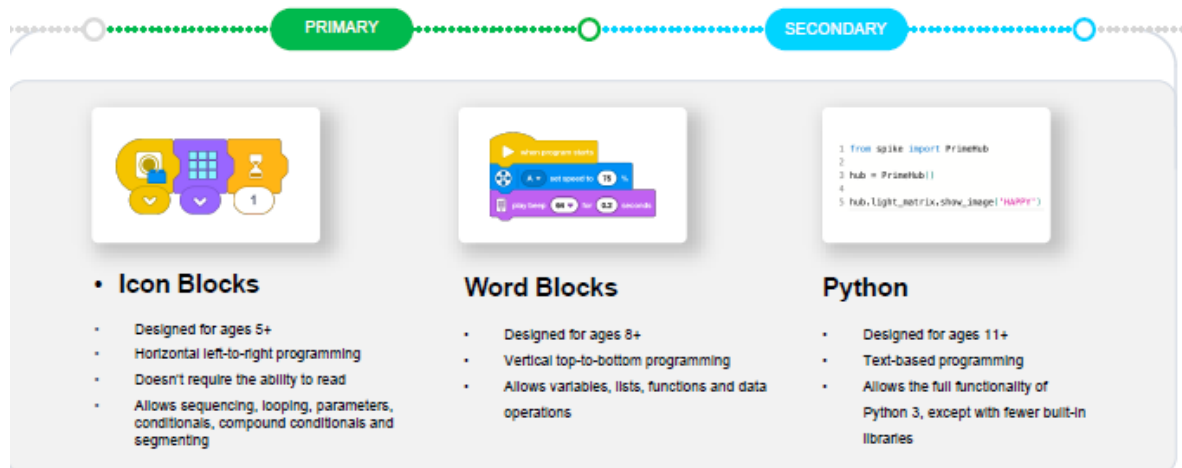 PRIMARY
SECONDARY
1
when program starts
A set speed to 75 %
play beep 60 for 0.2 seconds
1 from spike import PrimeHub
2
3 hub = PrimeHub()
4
5 hub.light_matrix.show_image('HAPPY')
• Icon Blocks
Designed for ages 5+
Horizontal left-to-right programming
Doesn't require the ability to read
Allows sequencing, looping, parameters,
conditionals, compound conditionals and
segmenting
Word Blocks
• Designed for ages 8+
• Vertical top-to-bottom programming
• Allows variables, lists, functions and data
operations
Python
• Designed for ages 11+
• Text-based programming
• Allows the full functionality of
Python 3, except with fewer built-in
libraries